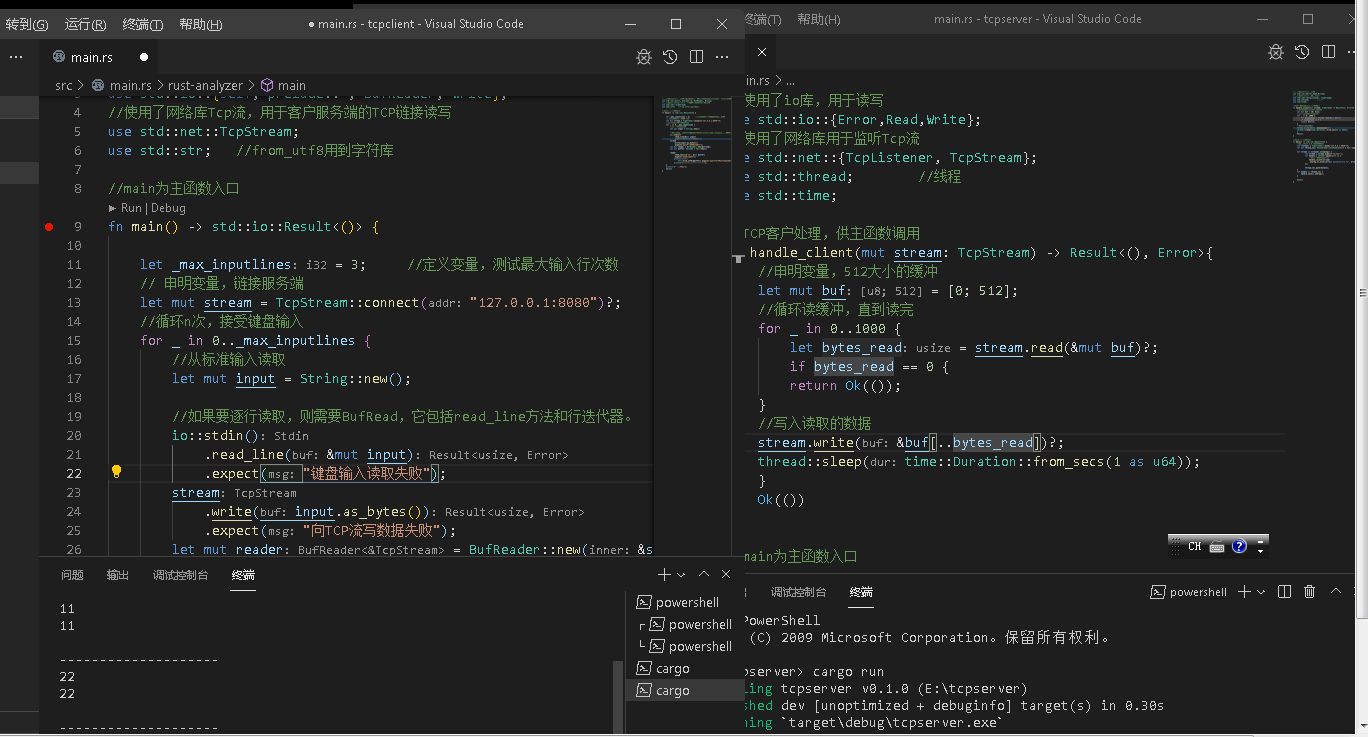 转到(G) 运行(R) 终端(T) 帮助(H) ● main.rs - tcpclient - Visual Studio Code
main.rs ●
src > main.rs > rust-analyzer > main
4 //使用了网络库Tcp流，用于客户服务端的TCP链接读写
5 use std::net::TcpStream;
6 use std::str; //from_utf8用到字符库
7
8 //main为主函数入口
▶ Run | Debug
9 fn main() -> std::io::Result<()> {
10
11 let _max_inputlines: i32 = 3; //定义变量，测试最大输入行次数
12 // 申明变量，链接服务端
13 let mut stream = TcpStream::connect(addr: "127.0.0.1:8080")?;
14 //循环n次，接受键盘输入
15 for _ in 0.._max_inputlines {
16 //从标准输入读取
17 let mut input = String::new();
18
19 //如果要逐行读取，则需要BufRead，它包括read_line方法和行迭代器。
20 io::stdin(): Stdin
21 .read_line(buf: &mut input): Result<usize, Error>
22 .expect(msg: "键盘输入读取失败");
23 stream: TcpStream
24 .write(buf: input.as_bytes()): Result<usize, Error>
25 .expect(msg: "向TCP流写数据失败");
26 let mut reader: BufReader<&TcpStream> = BufReader::new(inner: &s
问题 输出 调试控制台 终端
11
11
--------------------
22
22
--------------------
powershell
powershell
powershell
cargo
cargo
终端(T) 帮助(H) main.rs - tcpserver - Visual Studio Code
in.rs > ...
使用了io库，用于读写
e std::io::{Error,Read,Write};
使用了网络库用于监听Tcp流
e std::net::{TcpListener, TcpStream};
e std::thread; //线程
e std::time;
TCP客户处理，供主函数调用
handle_client(mut stream: TcpStream) -> Result<(), Error>{
//申明变量，512大小的缓冲
let mut buf: [u8; 512] = [0; 512];
//循环读缓冲，直到读完
for _ in 0..1000 {
let bytes_read: usize = stream.read(&mut buf)?;
if bytes_read == 0 {
return Ok(());
}
//写入读取的数据
stream.write(buf: &buf[..bytes_read])?;
thread::sleep(dur: time::Duration::from_secs(1 as u64));
}
Ok(())
main为主函数入口
CH
调试控制台 终端 powershell
PowerShell
(C) 2009 Microsoft Corporation。保留所有权利。
pserver> cargo run
ling tcpserver v0.1.0 (E:\tcpserver)
shed dev [unoptimized + debuginfo] target(s) in 0.30s
ning `target\debug\tcpserver.exe`